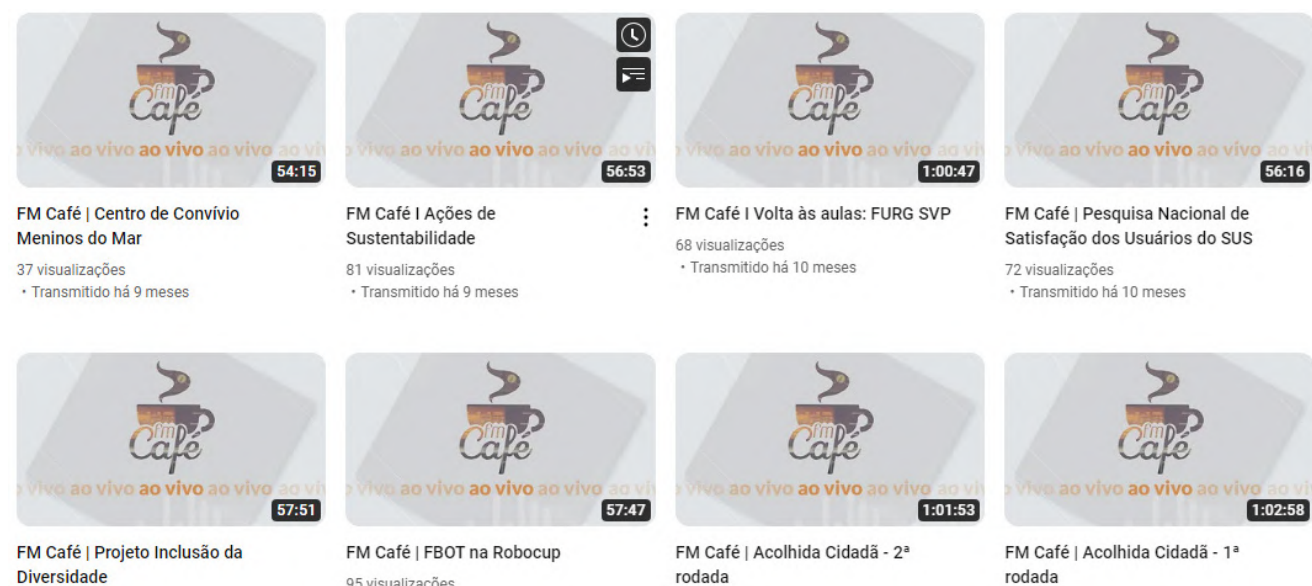 fm
Café
ao vivo ao vivo ao vivo
54:15
fm
Café
ao vivo ao vivo ao vivo
56:53
fm
Café
ao vivo ao vivo ao vivo
1:00:47
fm
Café
ao vivo ao vivo ao vivo
56:16
FM Café | Centro de Convívio
Meninos do Mar
37 visualizações
• Transmitido há 9 meses
FM Café I Ações de
Sustentabilidade
81 visualizações
• Transmitido há 9 meses
FM Café I Volta às aulas: FURG SVP
68 visualizações
• Transmitido há 10 meses
FM Café | Pesquisa Nacional de
Satisfação dos Usuários do SUS
72 visualizações
• Transmitido há 10 meses
fm
Café
ao vivo ao vivo ao vivo
57:51
fm
Café
ao vivo ao vivo ao vivo
57:47
fm
Café
ao vivo ao vivo ao vivo
1:01:53
fm
Café
ao vivo ao vivo ao vivo
1:02:58
FM Café | Projeto Inclusão da
Diversidade
FM Café | FBOT na Robocup
95 visualizações
FM Café | Acolhida Cidadã - 2ª
rodada
FM Café | Acolhida Cidadã - 1ª
rodada